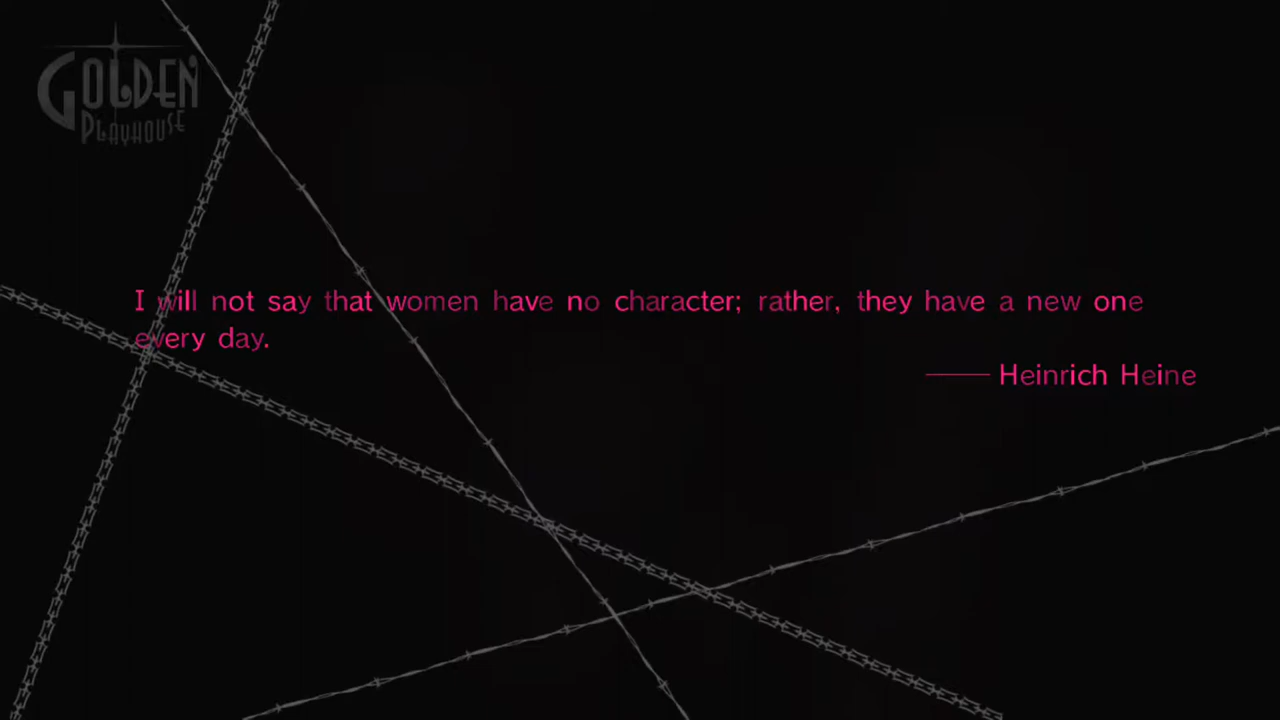 GOLDEN
PLAYHOUSE
I will not say that women have no character; rather, they have a new one
every day.
—— Heinrich Heine